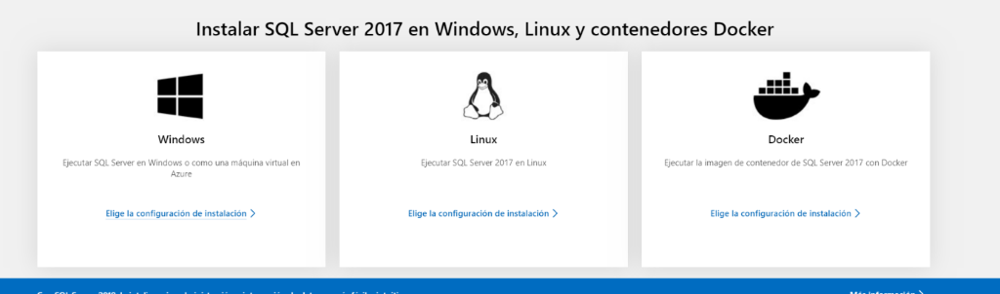 Instalar SQL Server 2017 en Windows, Linux y contenedores Docker
Windows
Ejecutar SQL Server en Windows o como una máquina virtual en
Azure
Elige la configuración de instalación >
Linux
Ejecutar SQL Server 2017 en Linux
Elige la configuración de instalación >
Docker
Ejecutar la imagen de contenedor de SQL Server 2017 con Docker
Elige la configuración de instalación >
Más información >